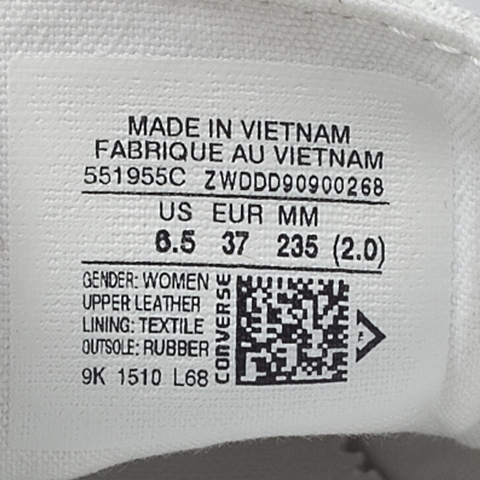 MADE IN VIETNAM
FABRIQUE AU VIETNAM
551955C ZWDDD90900268
US EUR MM
6.5 37 235 (2.0)
GENDER: WOMEN
UPPER LEATHER
LINING: TEXTILE
OUTSOLE: RUBBER
9K 1510 L68
CONVERSE